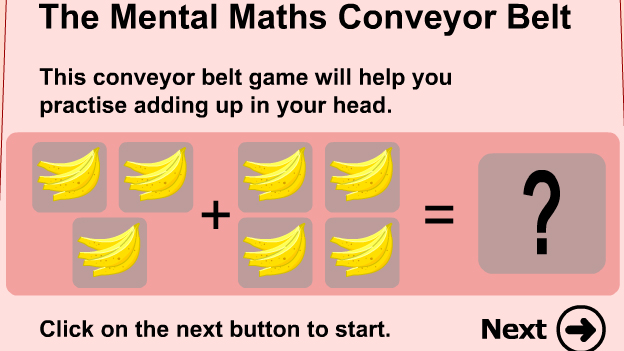 The Mental Maths Conveyor Belt
This conveyor belt game will help you
practise adding up in your head.
+ = ?
Click on the next button to start.
Next